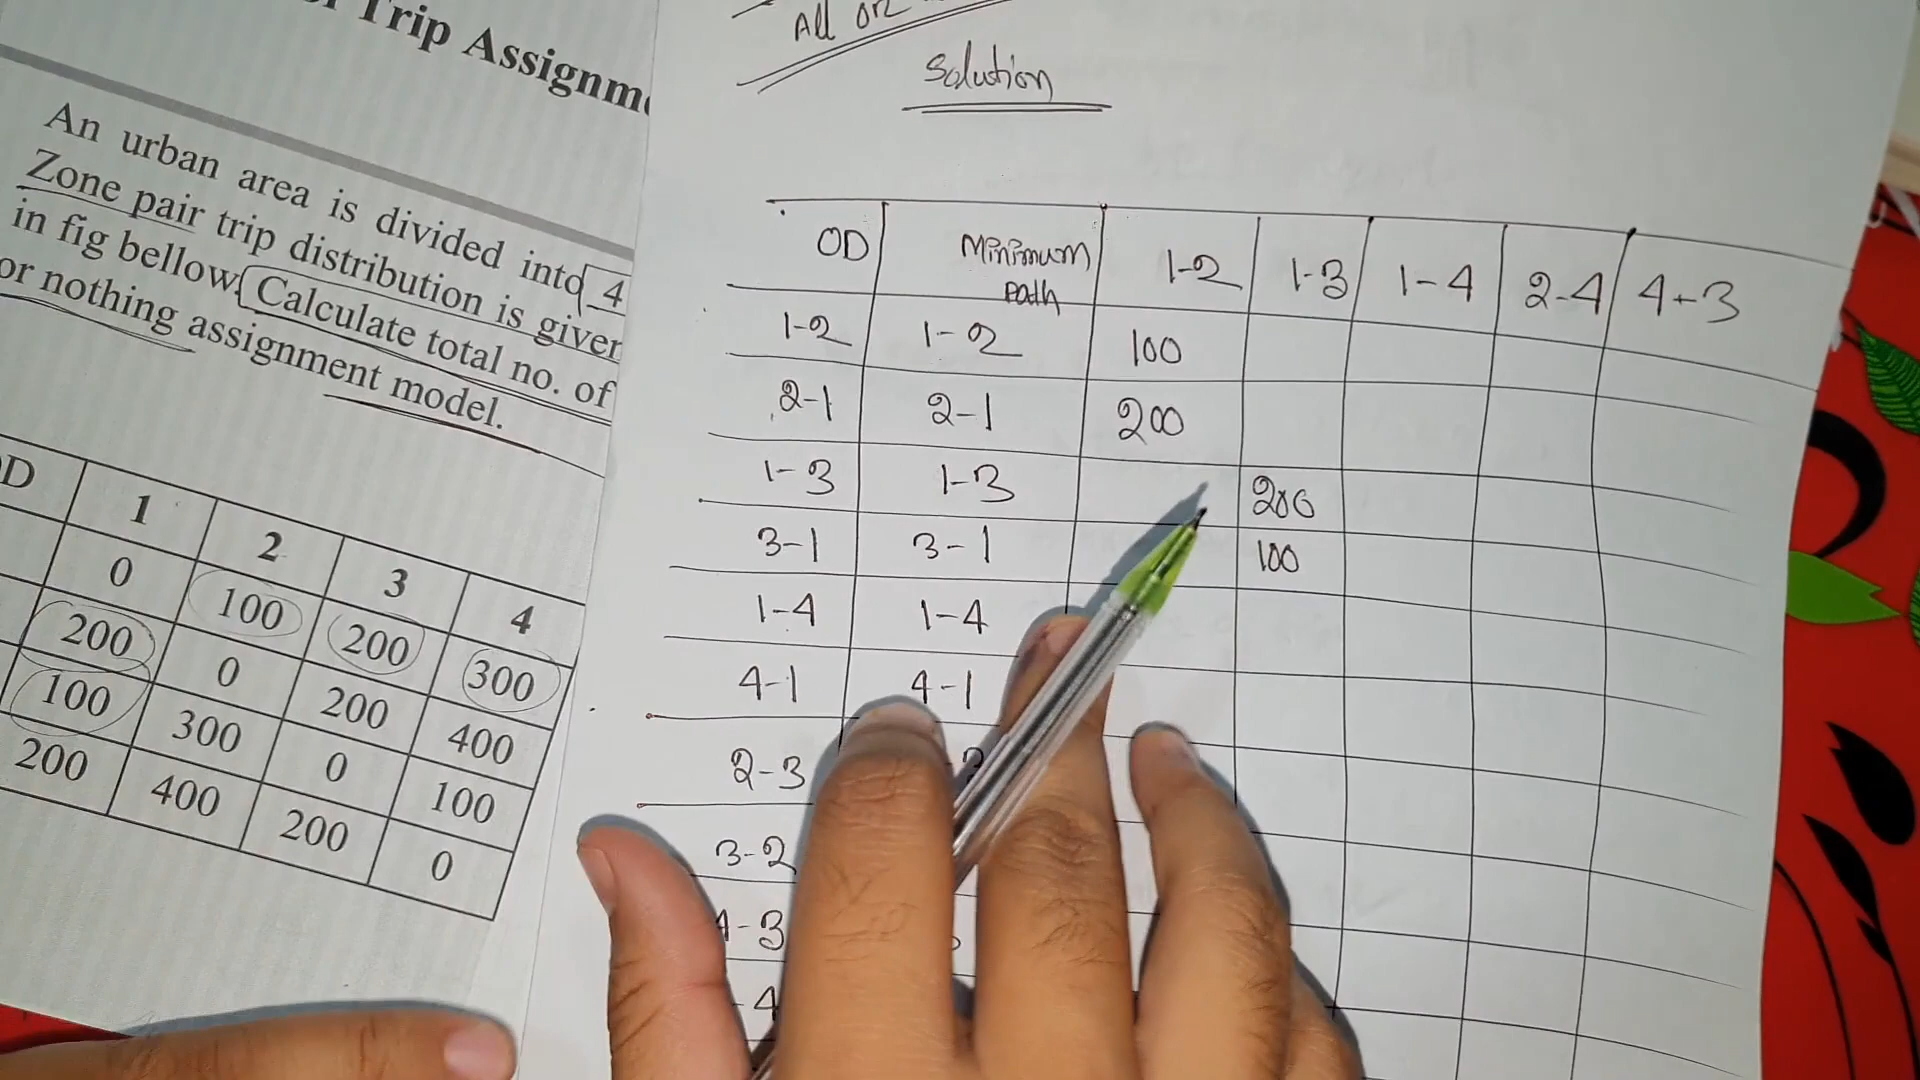 Trip Assignm
An urban area is divided into 4
Zone pair trip distribution is given
in fig bellow. Calculate total no. of
or nothing assignment model.
D 1 2 3 4
0 100 200 300
200 0 200 400
100 300 0 100
200 400 200 0
All or
Solution
OD Minimum path 1-2 1-3 1-4 2-4 4-3
1-2 1-2 100
2-1 2-1 200
1-3 1-3 200
3-1 3-1 100
1-4 1-4
4-1 4-1
2-3
3-2
4-3
-4